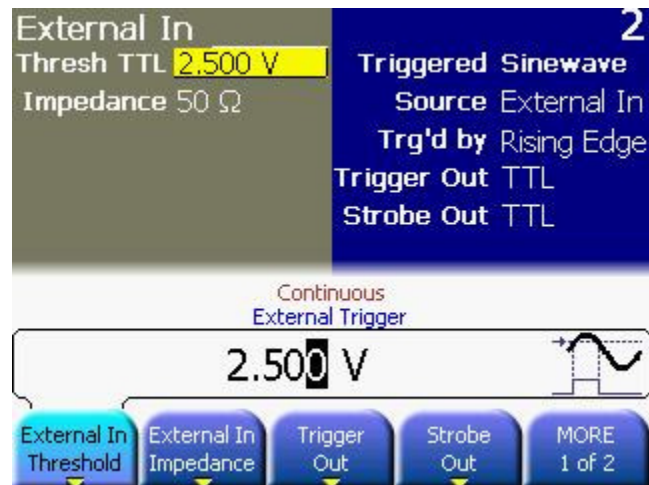 External In
Thresh TTL 2.500 V
Impedance 50 Ω
2
Triggered Sinewave
Source External In
Trg'd by Rising Edge
Trigger Out TTL
Strobe Out TTL
Continuous
External Trigger
2.500 V
External In Threshold
External In Impedance
Trigger Out
Strobe Out
MORE 1 of 2